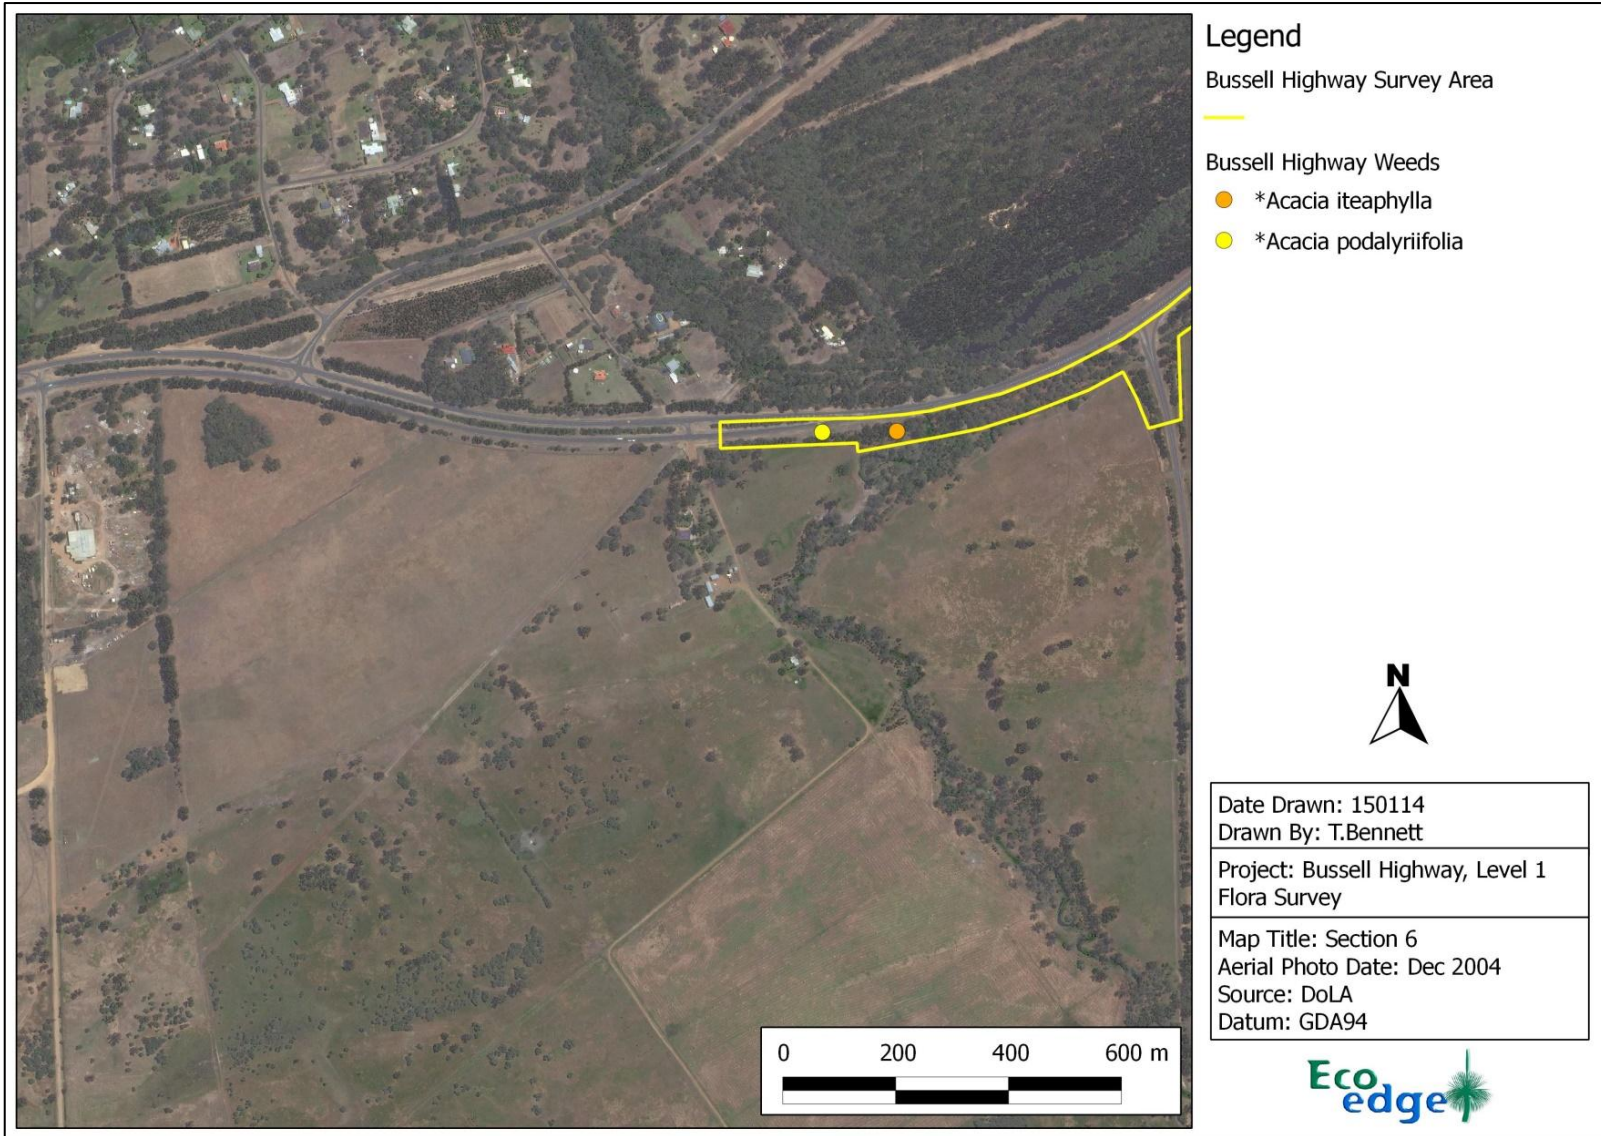 Legend
Bussell Highway Survey Area
Bussell Highway Weeds
*Acacia iteaphylla
*Acacia podalyriifolia
N
Date Drawn: 150114
Drawn By: T.Bennett
Project: Bussell Highway, Level 1
Flora Survey
Map Title: Section 6
Aerial Photo Date: Dec 2004
Source: DoLA
Datum: GDA94
0 200 400 600 m
Eco
edge